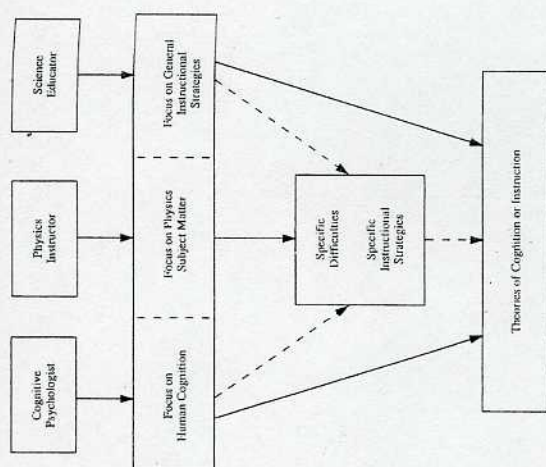 Cognitive
Psychologist
Physics
Instructor
Science
Educator
Focus on
Human Cognition
Focus on Physics
Subject Matter
Focus on General
Instructional
Strategies
Specific
Difficulties
Specific
Instructional
Strategies
Theories of Cognition or Instruction